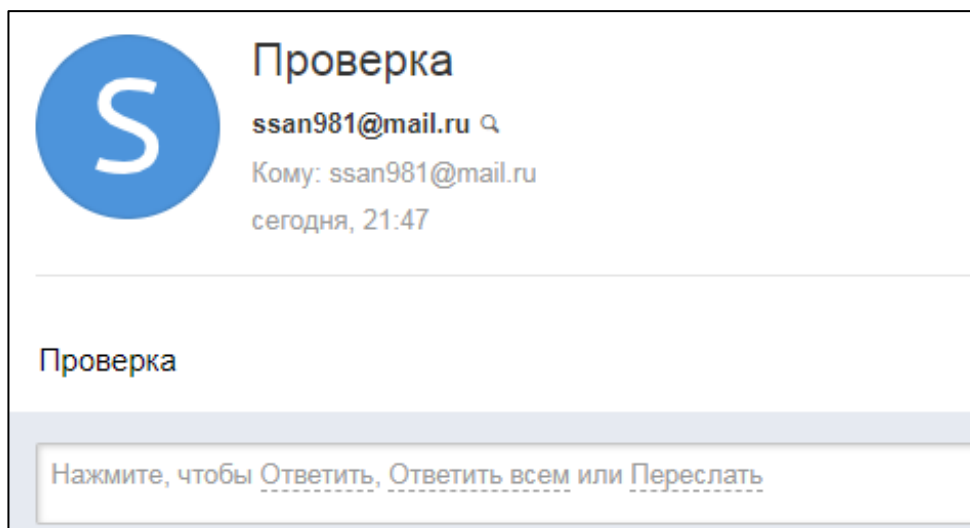 S
Проверка
ssan981@mail.ru
Кому: ssan981@mail.ru
сегодня, 21:47
Проверка
Нажмите, чтобы Ответить, Ответить всем или Переслать